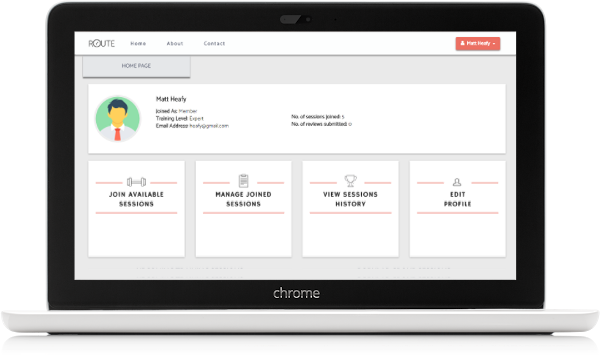 ROUTE Home About Contact Matt Healy
HOME PAGE
Matt Healy
Joined As: Member
Training Level: Expert
Email Address: healy@gmail.com
No. of sessions joined: 5
No. of reviews submitted: 0
JOIN AVAILABLE
SESSIONS
MANAGE JOINED
SESSIONS
VIEW SESSIONS
HISTORY
EDIT
PROFILE
chrome